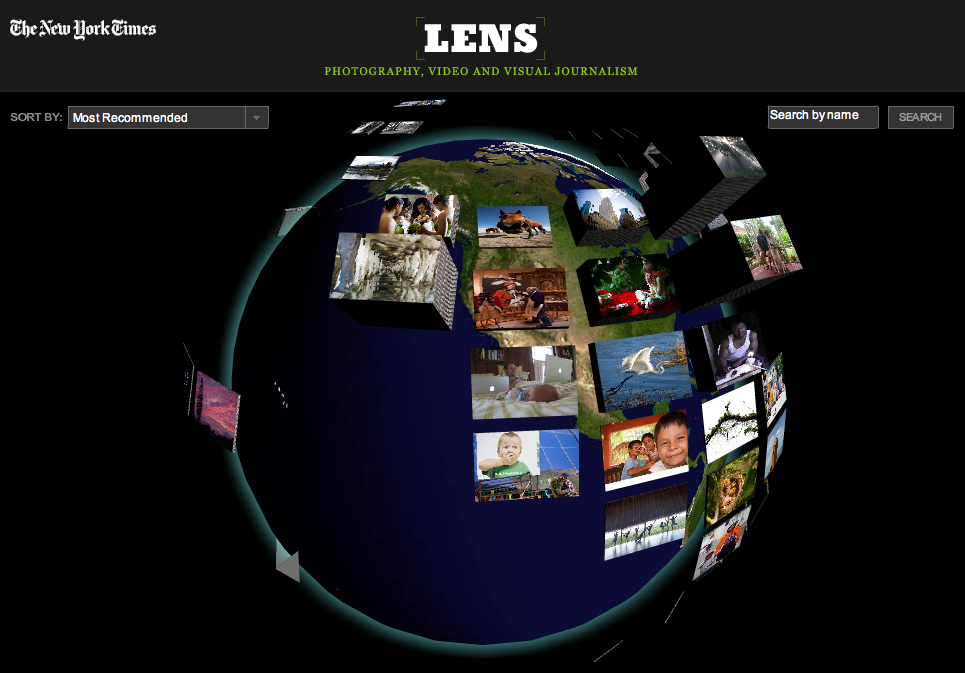 The New York Times
LENS
PHOTOGRAPHY, VIDEO AND VISUAL JOURNALISM
SORT BY:
Most Recommended
Search by name
SEARCH